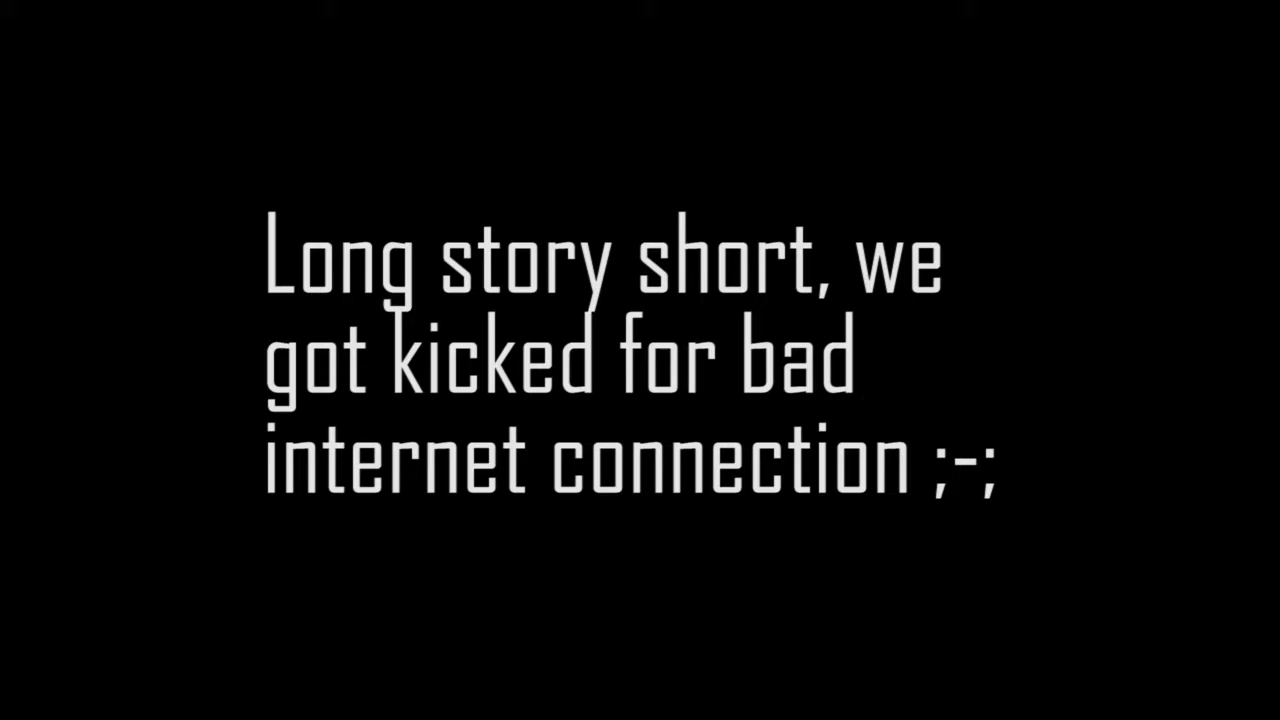 Long story short, we
got kicked for bad
internet connection ;-;